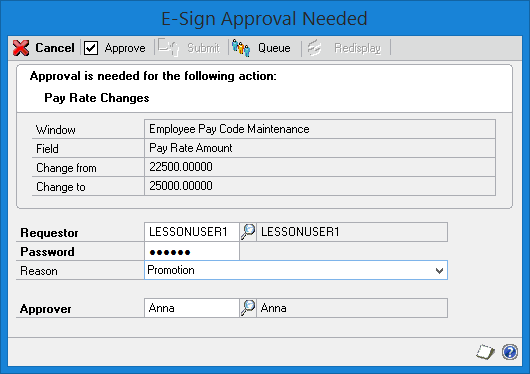 E-Sign Approval Needed
Cancel Approve Submit Queue Redisplay
Approval is needed for the following action:
Pay Rate Changes
Window Employee Pay Code Maintenance
Field Pay Rate Amount
Change from 22500.00000
Change to 25000.00000
Requestor LESSONUSER1 LESSONUSER1
Password ●●●●●●
Reason Promotion
Approver Anna Anna